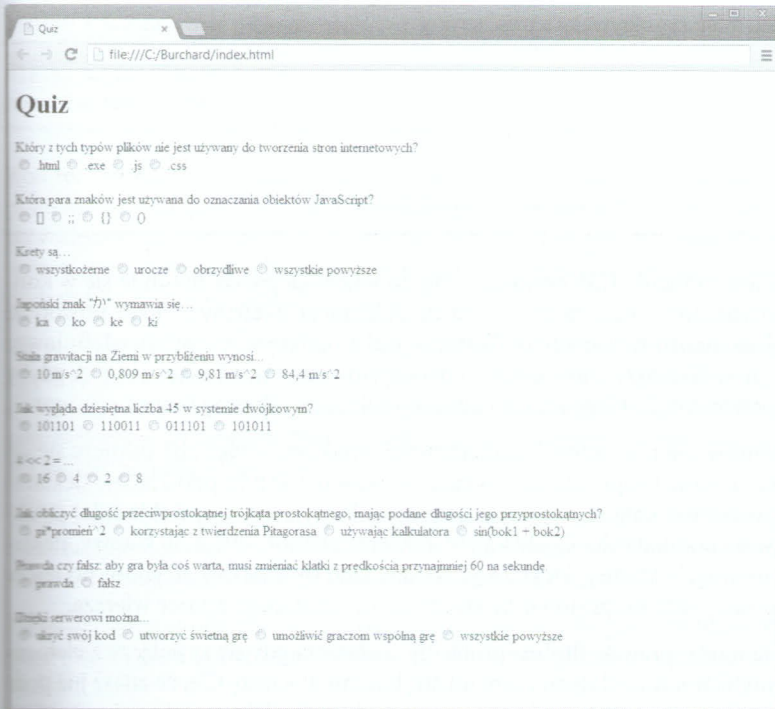 Quiz
file:///C:/Burchard/index.html
Quiz
Który z tych typów plików nie jest używany do tworzenia stron internetowych?
.html .exe .js .css
Która para znaków jest używana do oznaczania obiektów JavaScript?
[] ;; {} ()
są…
wszystkożerne urocze obrzydliwe wszystkie powyższe
Japoński znak wymawia się…
ka ko ke ki
Stała grawitacji na Ziemi w przybliżeniu wynosi…
10 m/s^2 0,809 m/s^2 9,81 m/s^2 84,4 m/s^2
Jak wygląda dziesiętna liczba 45 w systemie dwójkowym?
101101 110011 011101 101011
<< 2 = …
16 4 2 8
Jak obliczyć długość przeciwprostokątnej trójkąta prostokątnego, mając podane długości jego przyprostokątnych?
pi*promień^2 korzystając z twierdzenia Pitagorasa używając kalkulatora sin(bok1 + bok2)
Prawda czy fałsz: aby gra była coś warta, musi zmieniać klatki z prędkością przynajmniej 60 na sekundę
prawda fałsz
Dzięki serwerowi można…
ukryć swój kod utworzyć świetną grę umożliwić graczom wspólną grę wszystkie powyższe